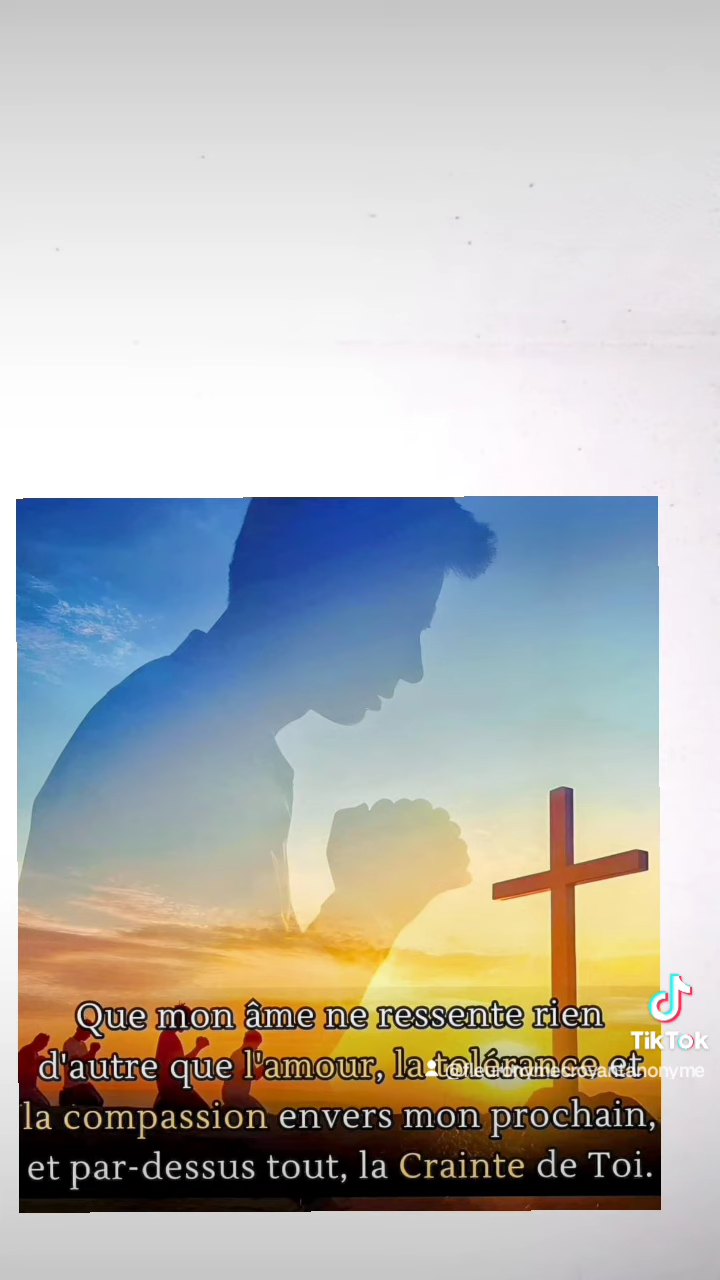 Que mon âme ne ressente rien
d'autre que l'amour, la tolérance et
TikTok
la compassion envers mon prochain,
et par-dessus tout, la Crainte de Toi.